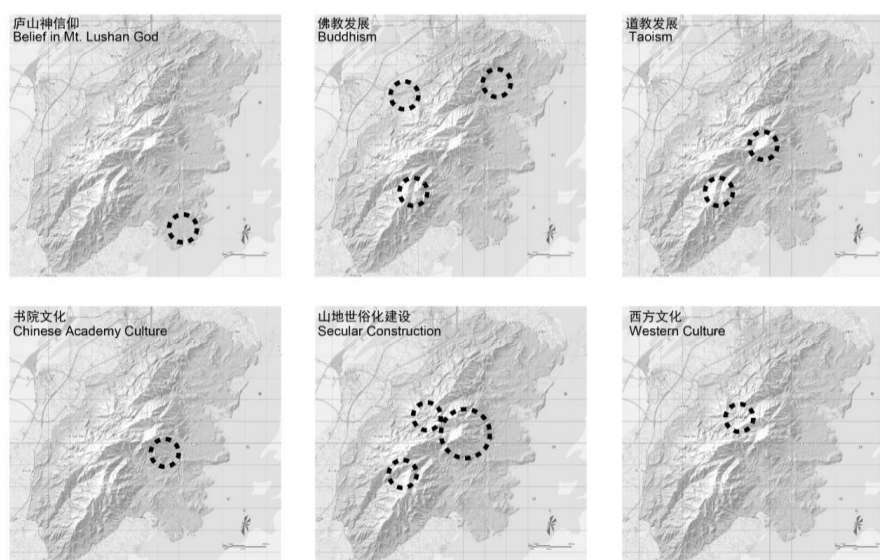 庐山神信仰
Belief in Mt. Lushan God
佛教发展
Buddhism
道教发展
Taoism
书院文化
Chinese Academy Culture
山地世俗化建设
Secular Construction
西方文化
Western Culture